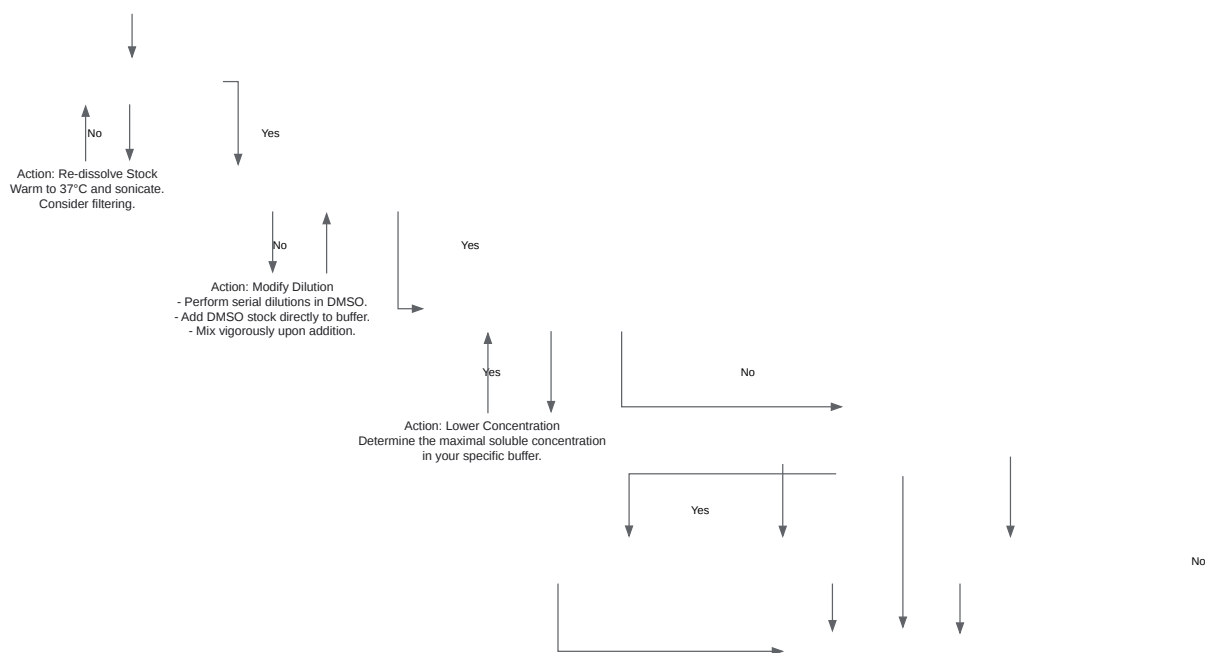 No
Yes
Action: Re-dissolve Stock
Warm to 37°C and sonicate.
Consider filtering.
No
Yes
Action: Modify Dilution
- Perform serial dilutions in DMSO.
- Add DMSO stock directly to buffer.
- Mix vigorously upon addition.
Yes
No
Action: Lower Concentration
Determine the maximal soluble concentration
in your specific buffer.
Yes
No